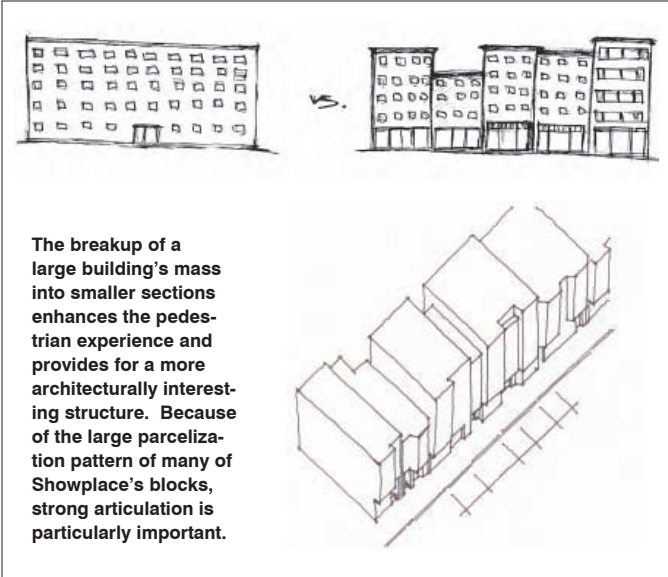 vs.
The breakup of a
large building's mass
into smaller sections
enhances the pedes-
trian experience and
provides for a more
architecturally interest-
ing structure.  Because
of the large parceliza-
tion pattern of many of
Showplace's blocks,
strong articulation is
particularly important.